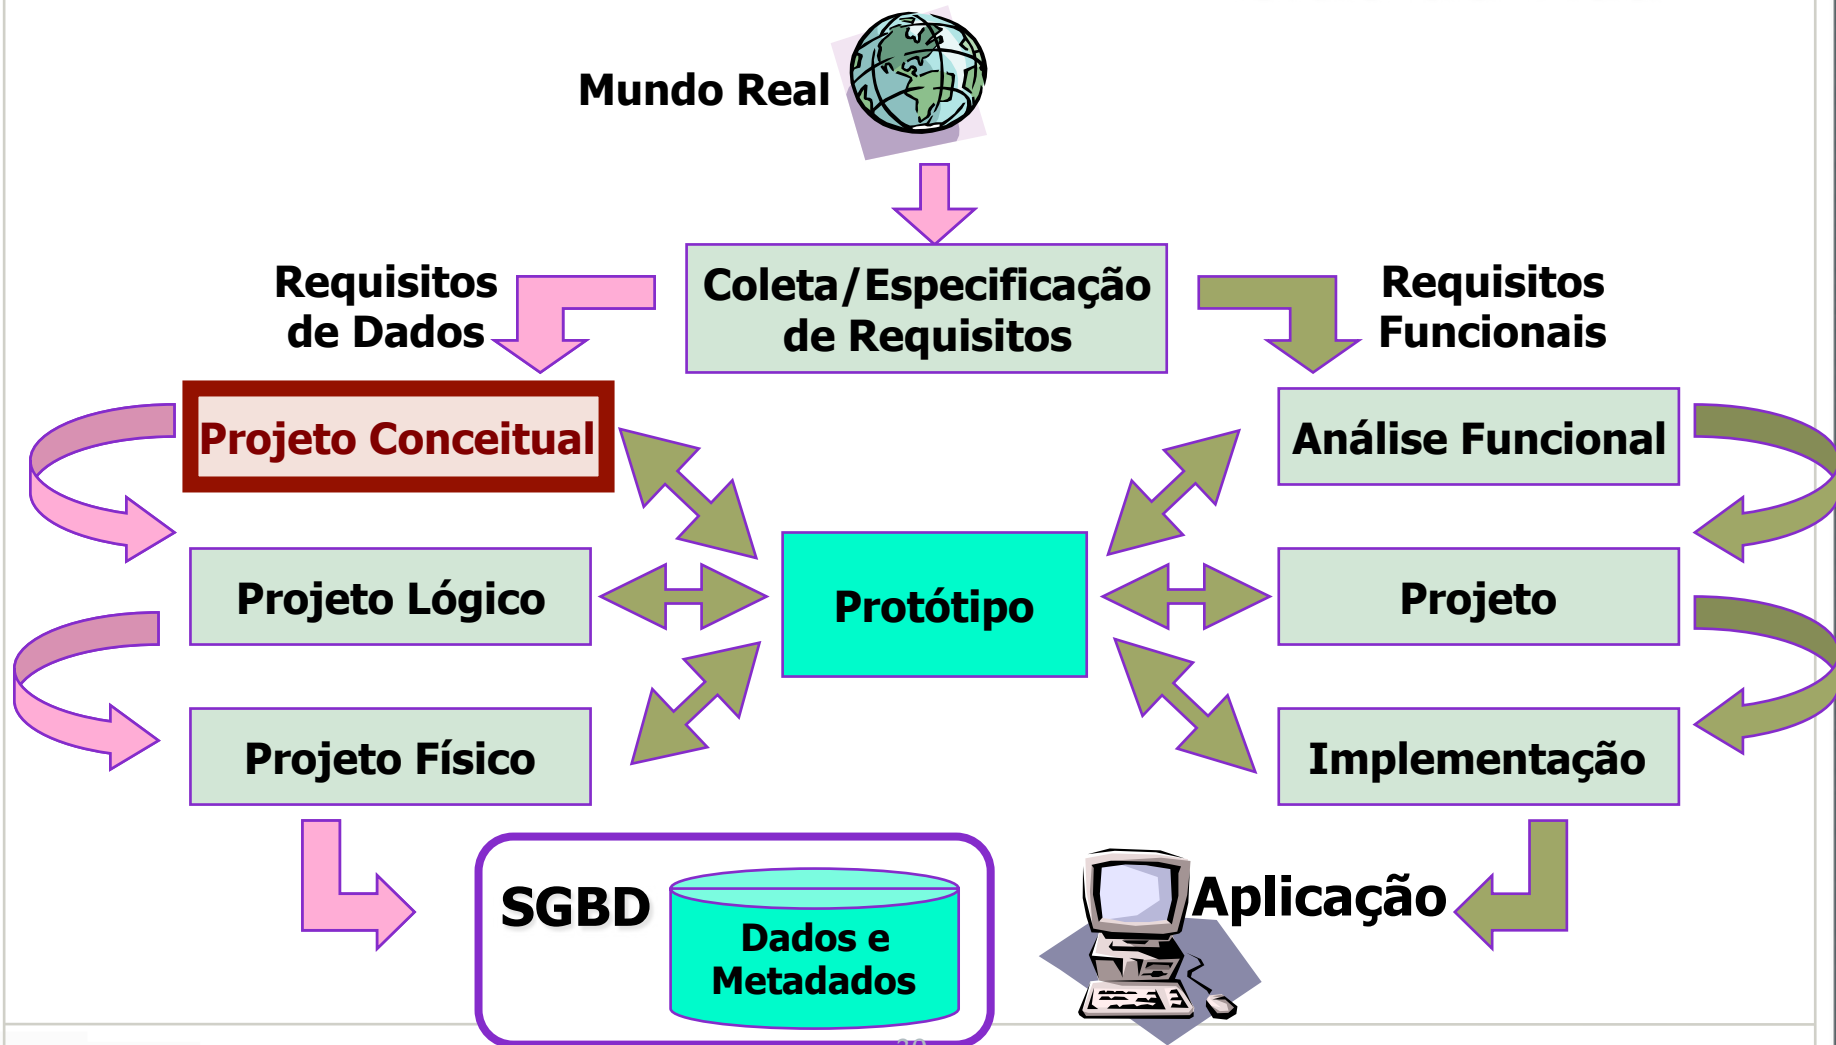 Mundo Real
Requisitos
de Dados
Coleta/Especificação
de Requisitos
Requisitos
Funcionais
Projeto Conceitual
Análise Funcional
Projeto Lógico
Protótipo
Projeto
Projeto Físico
Implementação
SGBD
Dados e
Metadados
Aplicação